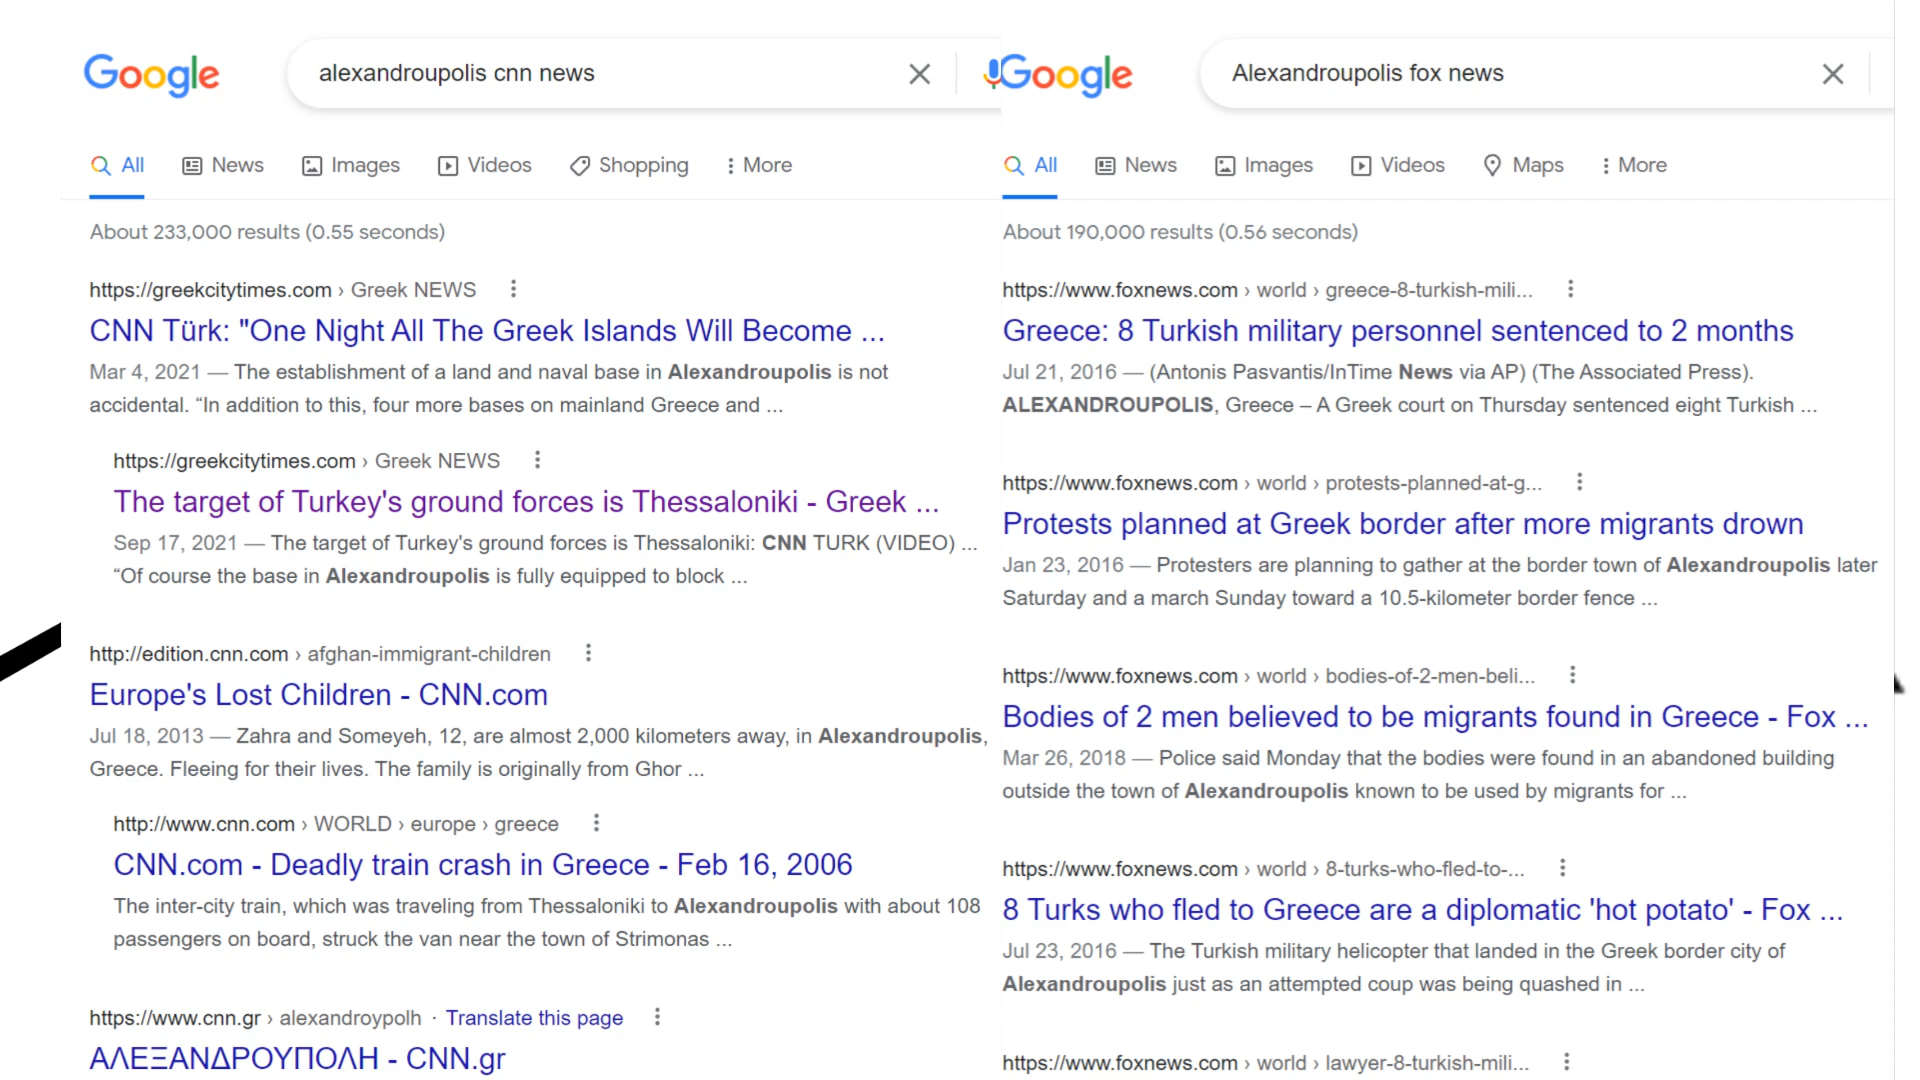 Google
alexandroupolis cnn news
All
News
Images
Videos
Shopping
More
About 233,000 results (0.55 seconds)
https://greekcitytimes.com › Greek NEWS
CNN Türk: "One Night All The Greek Islands Will Become ...
Mar 4, 2021 — The establishment of a land and naval base in Alexandroupolis is not
accidental. “In addition to this, four more bases on mainland Greece and ...
https://greekcitytimes.com › Greek NEWS
The target of Turkey's ground forces is Thessaloniki - Greek ...
Sep 17, 2021 — The target of Turkey's ground forces is Thessaloniki: CNN TURK (VIDEO) ...
“Of course the base in Alexandroupolis is fully equipped to block ...
http://edition.cnn.com › afghan-immigrant-children
Europe's Lost Children - CNN.com
Jul 18, 2013 — Zahra and Someyeh, 12, are almost 2,000 kilometers away, in Alexandroupolis,
Greece. Fleeing for their lives. The family is originally from Ghor ...
http://www.cnn.com › WORLD › europe › greece
CNN.com - Deadly train crash in Greece - Feb 16, 2006
The inter-city train, which was traveling from Thessaloniki to Alexandroupolis with about 108
passengers on board, struck the van near the town of Strimonas ...
https://www.cnn.gr › alexandroypolh · Translate this page
ΑΛΕΞΑΝΔΡΟΥΠΟΛΗ - CNN.gr
Google
Alexandroupolis fox news
All
News
Images
Videos
Maps
More
About 190,000 results (0.56 seconds)
https://www.foxnews.com › world › greece-8-turkish-mili...
Greece: 8 Turkish military personnel sentenced to 2 months
Jul 21, 2016 — (Antonis Pasvantis/InTime News via AP) (The Associated Press).
ALEXANDROUPOLIS, Greece – A Greek court on Thursday sentenced eight Turkish ...
https://www.foxnews.com › world › protests-planned-at-g...
Protests planned at Greek border after more migrants drown
Jan 23, 2016 — Protesters are planning to gather at the border town of Alexandroupolis later
Saturday and a march Sunday toward a 10.5-kilometer border fence ...
https://www.foxnews.com › world › bodies-of-2-men-beli...
Bodies of 2 men believed to be migrants found in Greece - Fox ...
Mar 26, 2018 — Police said Monday that the bodies were found in an abandoned building
outside the town of Alexandroupolis known to be used by migrants for ...
https://www.foxnews.com › world › 8-turks-who-fled-to-...
8 Turks who fled to Greece are a diplomatic 'hot potato' - Fox ...
Jul 23, 2016 — The Turkish military helicopter that landed in the Greek border city of
Alexandroupolis just as an attempted coup was being quashed in ...
https://www.foxnews.com › world › lawyer-8-turkish-mili...